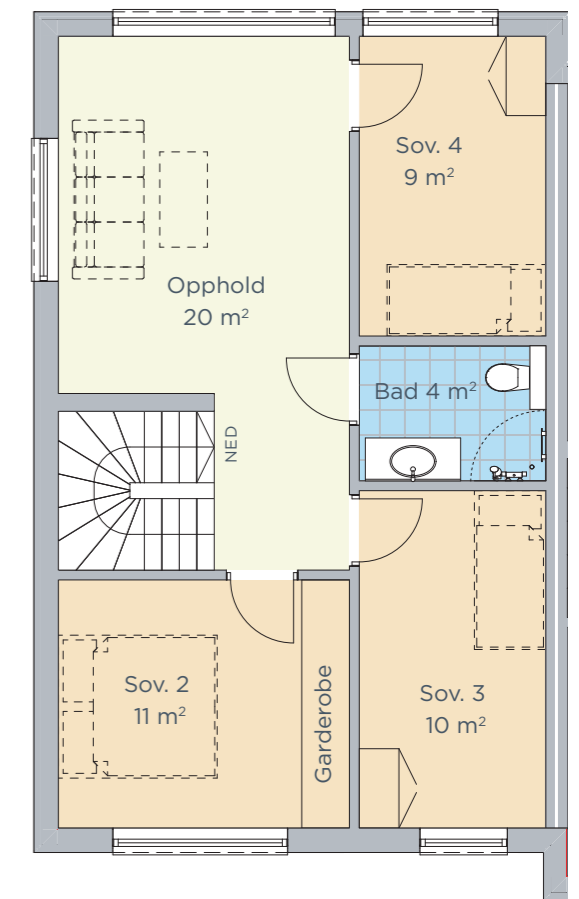 Sov. 4
9 m²
Opphold
20 m²
Bad 4 m²
NED
Sov. 2
11 m²
Garderobe
Sov. 3
10 m²